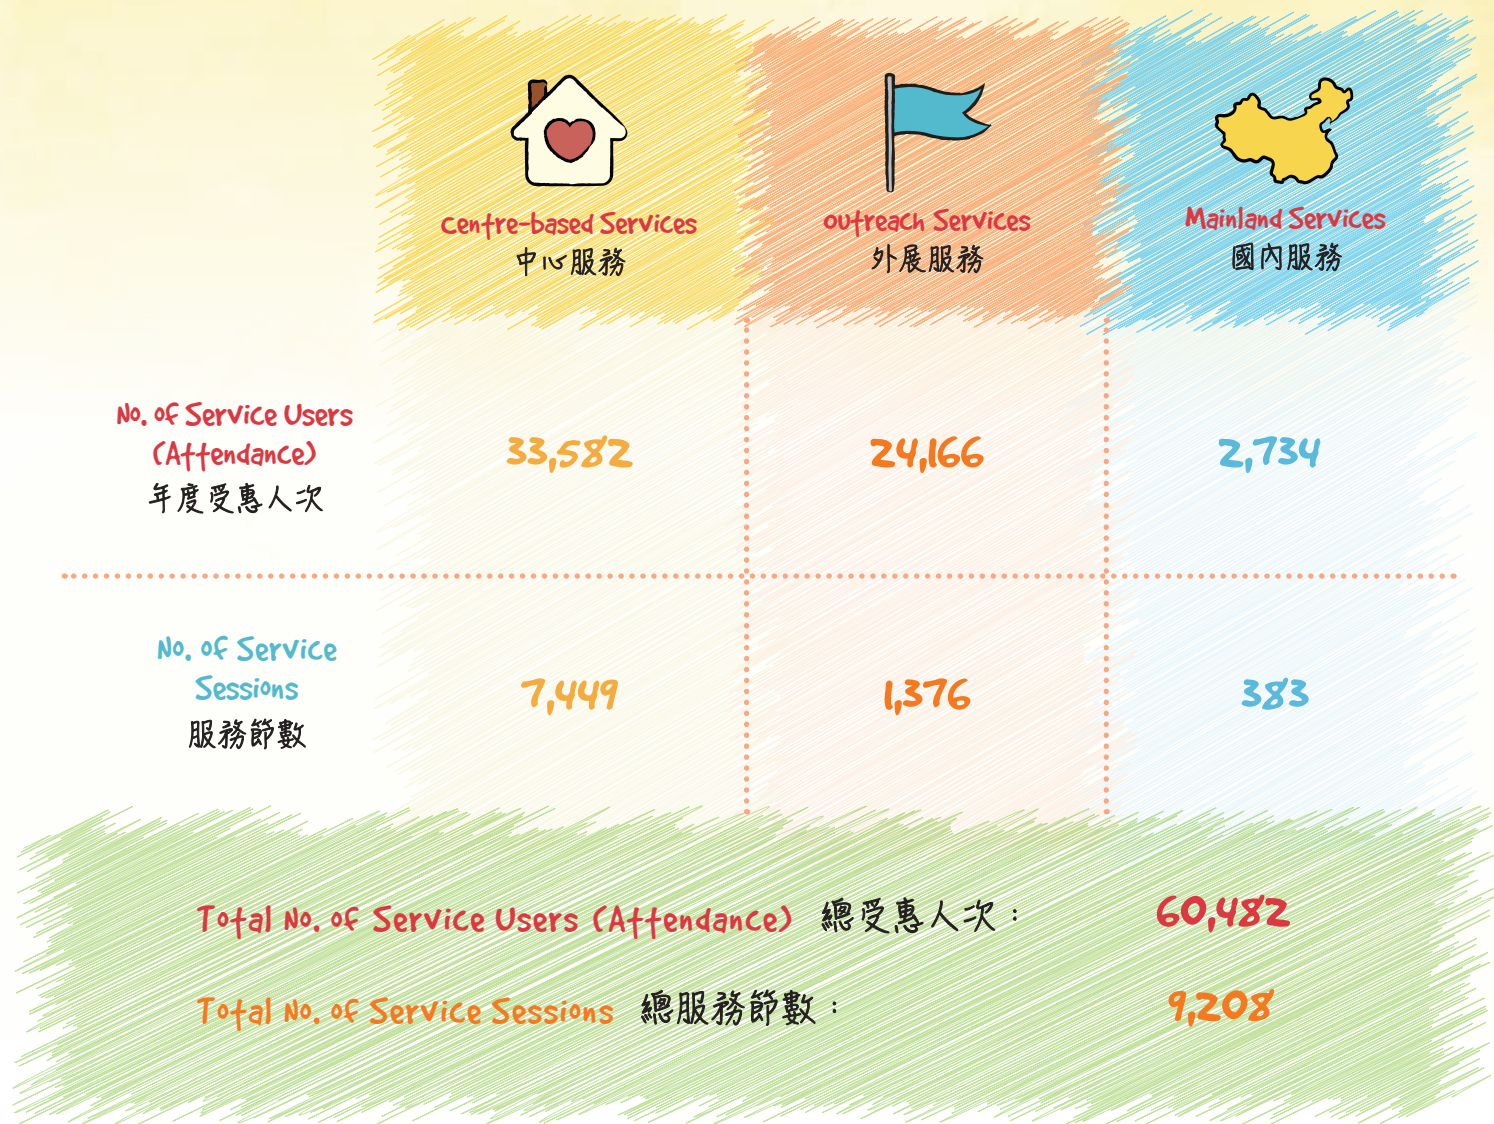 Centre-based Services
中心服務
Outreach Services
外展服務
Mainland Services
國內服務
No. of Service Users
(Attendance)
年度受惠人次
33,582
24,166
2,734
No. of Service
Sessions
服務節數
7,449
1,376
383
Total No. of Service Users (Attendance) 總受惠人次： 60,482
Total No. of Service Sessions 總服務節數： 9,208